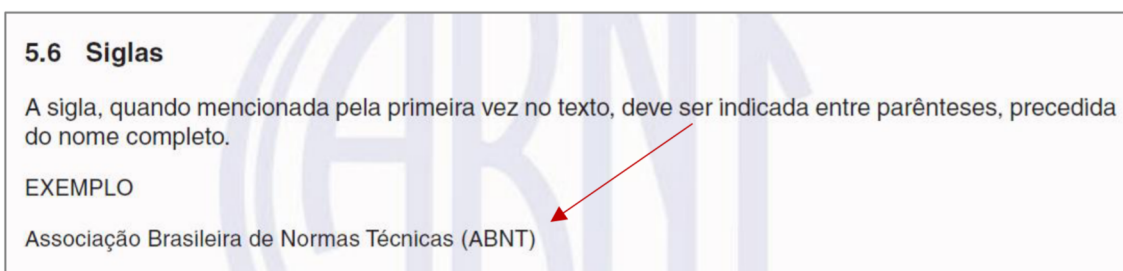 5.6 Siglas
A sigla, quando mencionada pela primeira vez no texto, deve ser indicada entre parênteses, precedida
do nome completo.
EXEMPLO
Associação Brasileira de Normas Técnicas (ABNT)
ABNT